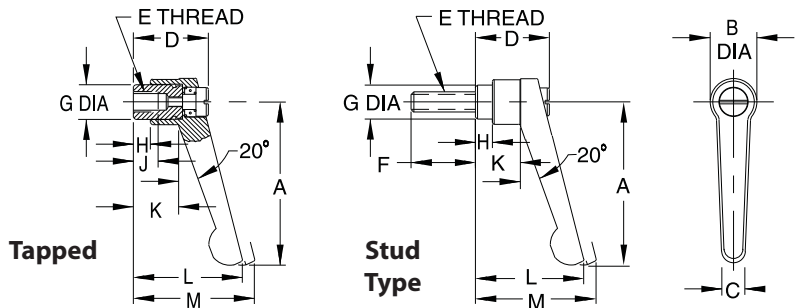 E THREAD
D
G DIA
H
J
K
20°
A
L
M
Tapped
E THREAD
D
G DIA
H
F
K
20°
A
L
M
Stud
Type
B
DIA
C